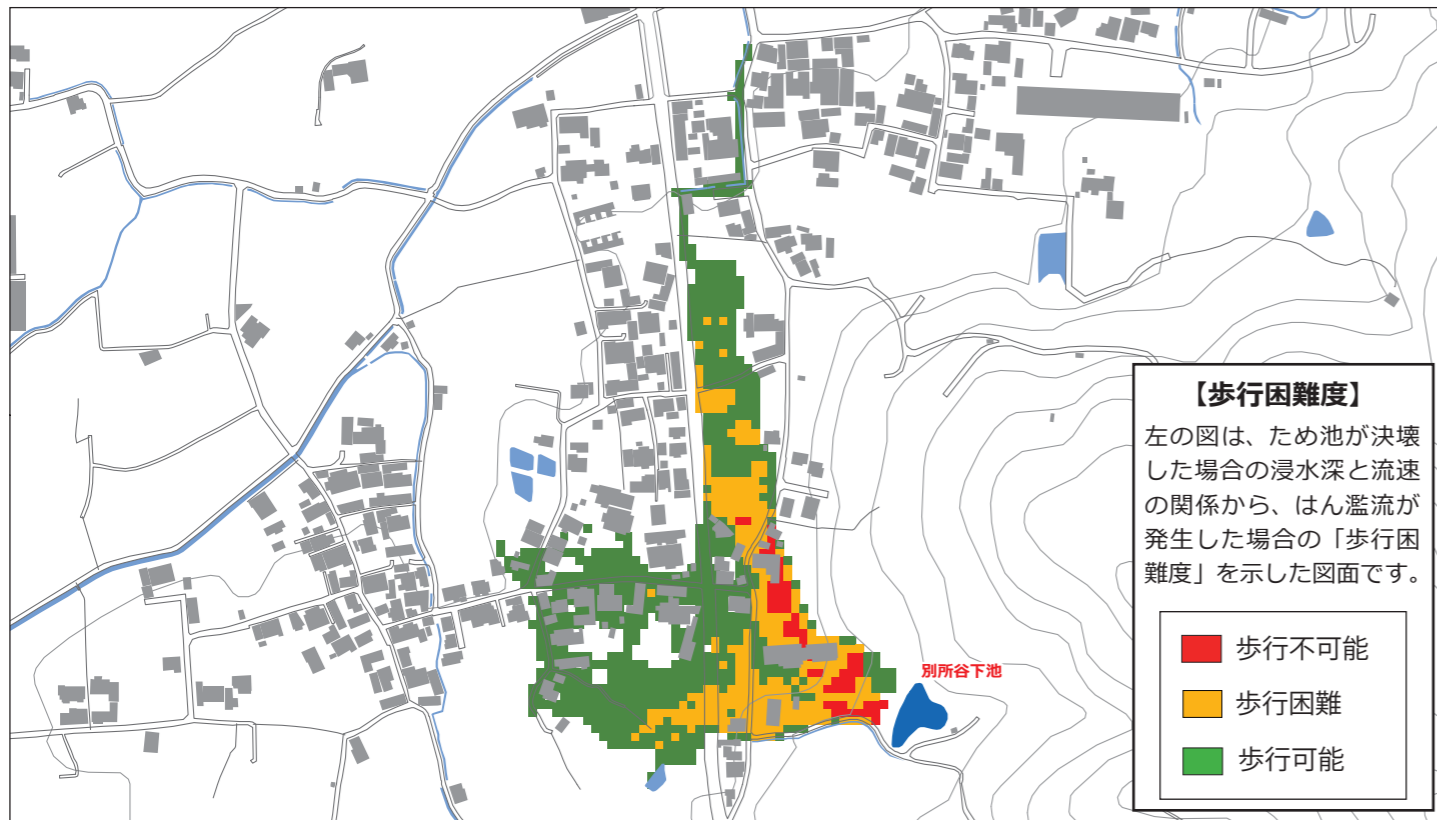 別所谷下池
【歩行困難度】
左の図は、ため池が決壊
した場合の浸水深と流速
の関係から、はん濫流が
発生した場合の「歩行困
難度」を示した図面です。
歩行不可能
歩行困難
歩行可能